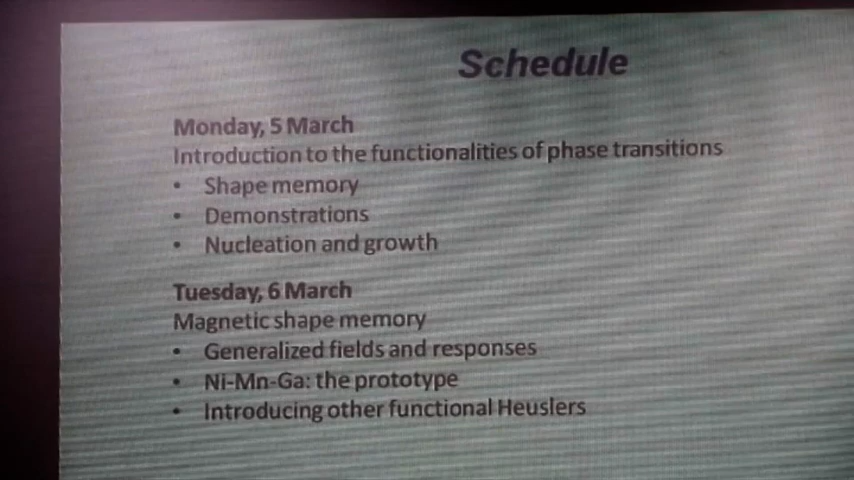 Schedule
Monday, 5 March
Introduction to the functionalities of phase transitions
• Shape memory
• Demonstrations
• Nucleation and growth
Tuesday, 6 March
Magnetic shape memory
• Generalized fields and responses
• Ni-Mn-Ga: the prototype
• Introducing other functional Heuslers